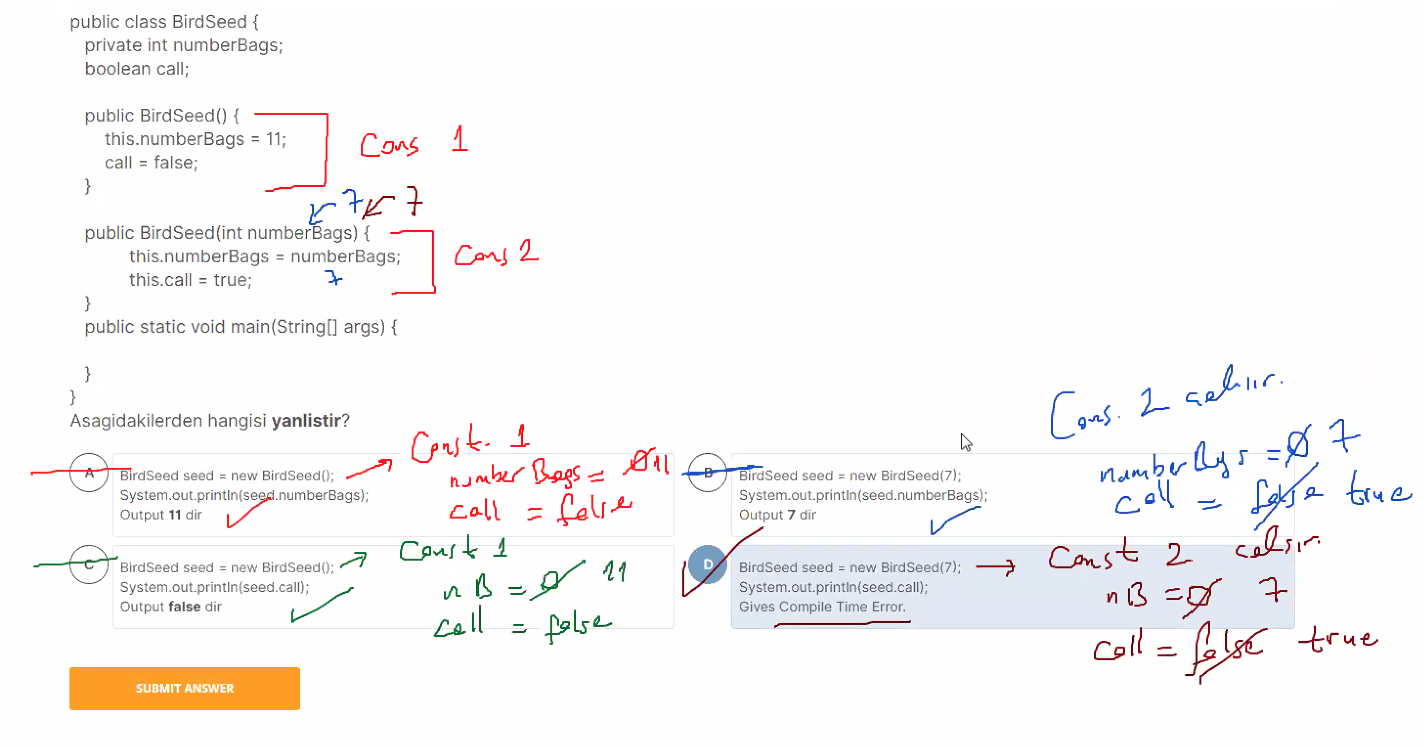 public class BirdSeed {
private int numberBags;
boolean call;
public BirdSeed() {
this.numberBags = 11;
call = false;
}
Cons 1
7 7
public BirdSeed(int numberBags) {
this.numberBags = numberBags;
this.call = true;
7
}
Cons 2
public static void main(String[] args) {
}
}
Asagidakilerden hangisi yanlistir?
A
BirdSeed seed = new BirdSeed();
System.out.println(seed.numberBags);
Output 11 dir
Const. 1
number Bags = 0 11
call = false
B
BirdSeed seed = new BirdSeed(7);
System.out.println(seed.numberBags);
Output 7 dir
Cons. 2
numberBags = 0 7
call = false true
C
BirdSeed seed = new BirdSeed();
System.out.println(seed.call);
Output false dir
Const 1
nB = 0 11
call = false
D
BirdSeed seed = new BirdSeed(7);
System.out.println(seed.call);
Gives Compile Time Error.
Const 2
nB = 0 7
call = false true
SUBMIT ANSWER